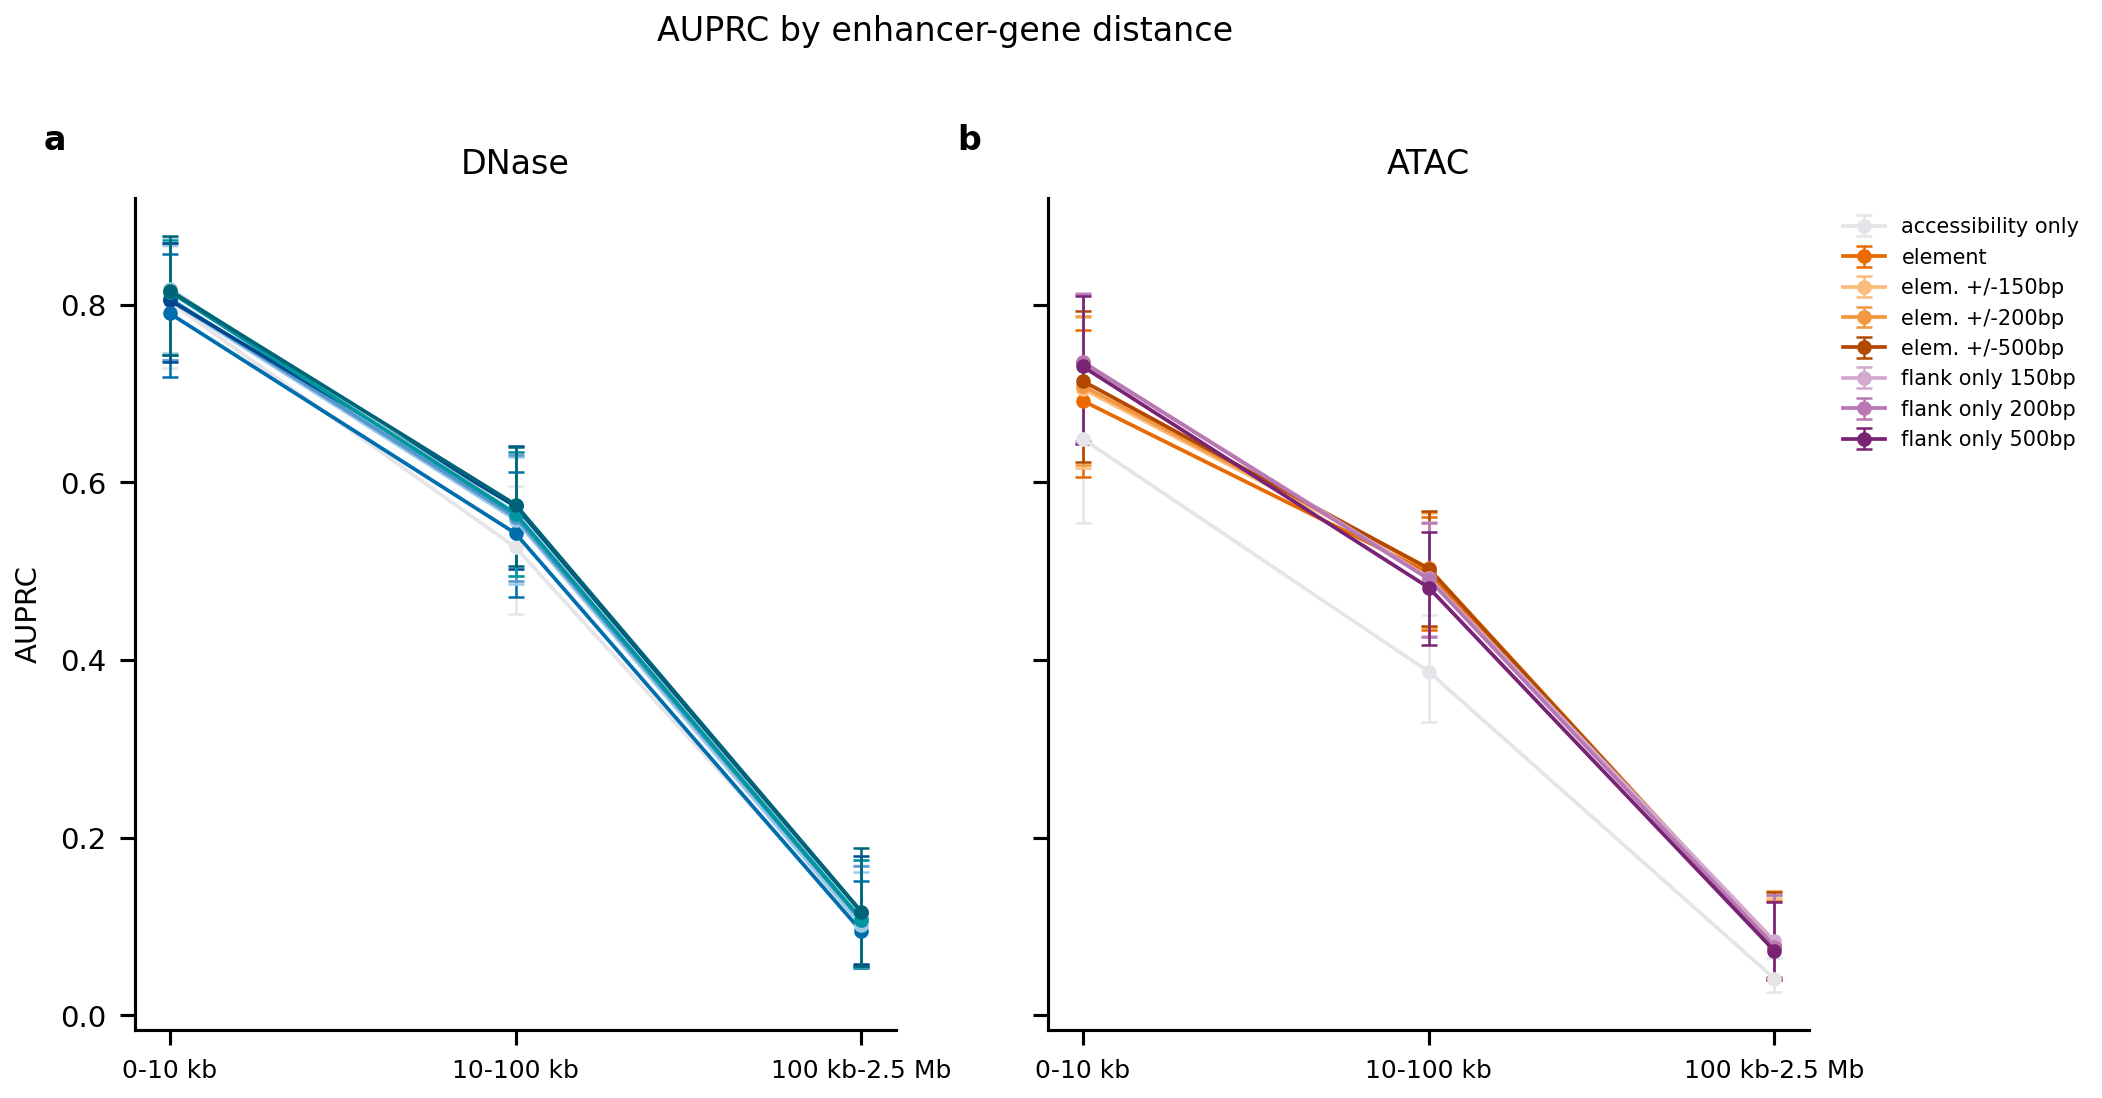 AUPRC by enhancer-gene distance
a
DNase
AUPRC
0.8
0.6
0.4
0.2
0.0
0-10 kb
10-100 kb
100 kb-2.5 Mb
b
ATAC
0-10 kb
10-100 kb
100 kb-2.5 Mb
accessibility only
element
elem. +/-150bp
elem. +/-200bp
elem. +/-500bp
flank only 150bp
flank only 200bp
flank only 500bp